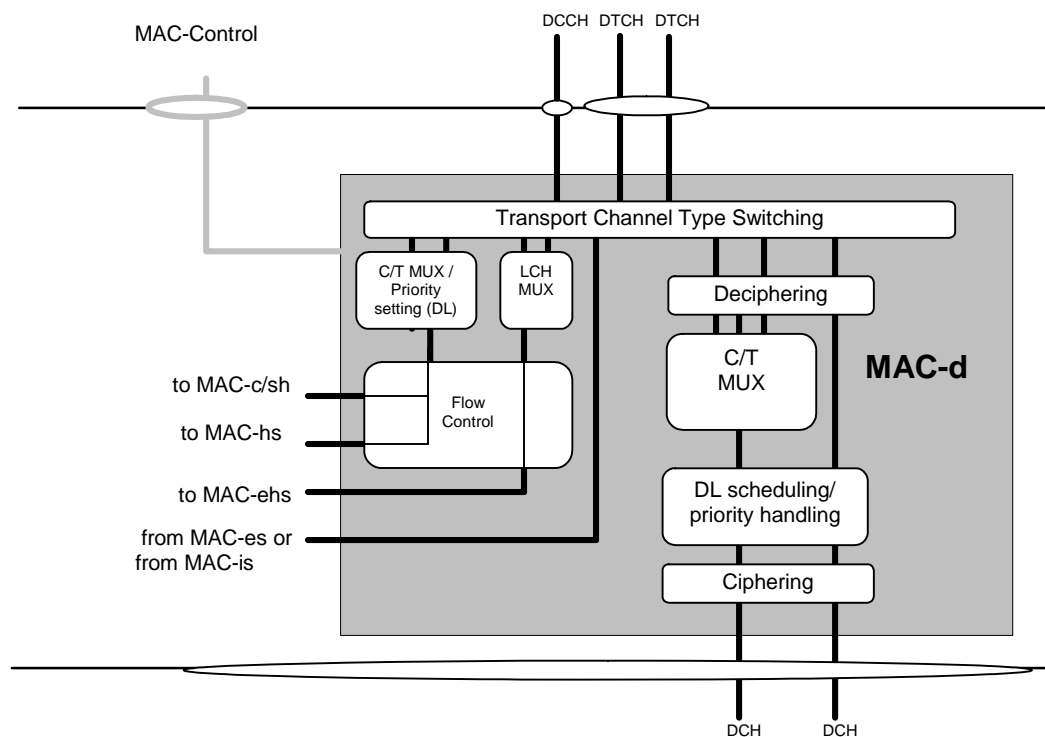 DCCH DTCH DTCH
MAC-Control
Transport Channel Type Switching
C/T MUX /
Priority
setting (DL)
LCH
MUX
Deciphering
C/T
MUX
MAC-d
to MAC-c/sh
Flow
Control
to MAC-hs
to MAC-ehs
DL scheduling/
priority handling
from MAC-es or
from MAC-is
Ciphering
DCH DCH